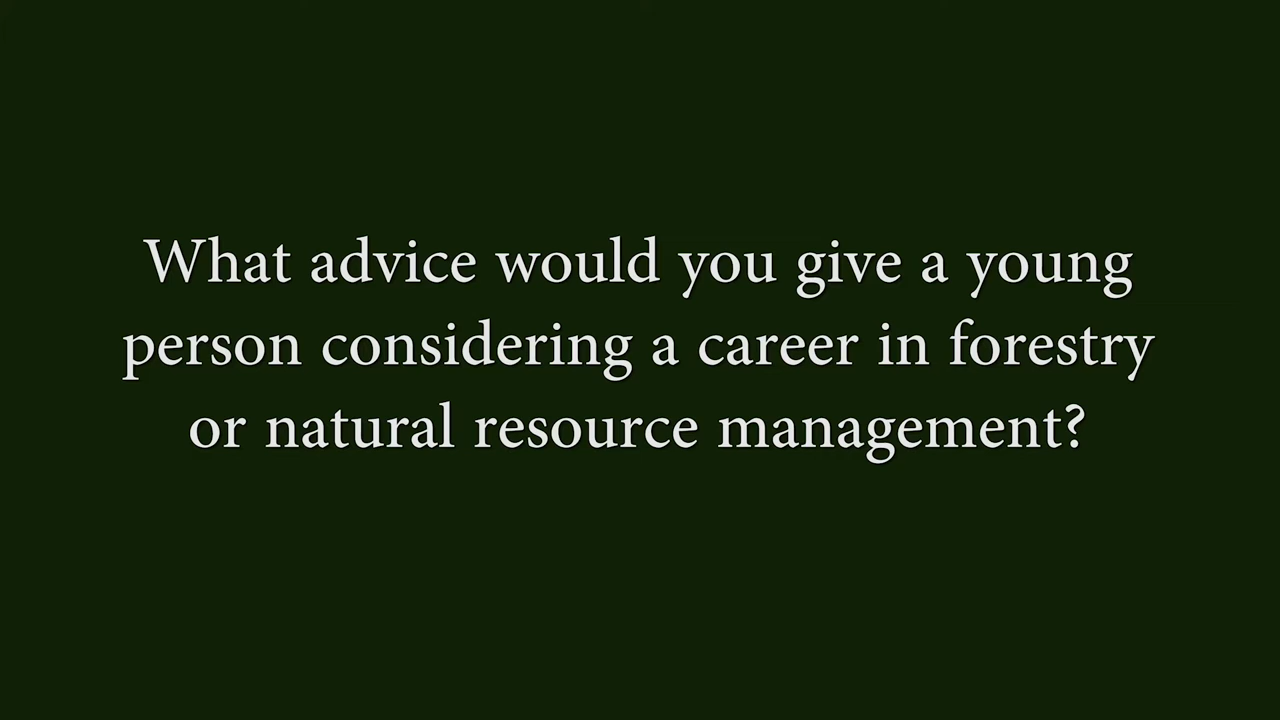 What advice would you give a young
person considering a career in forestry
or natural resource management?